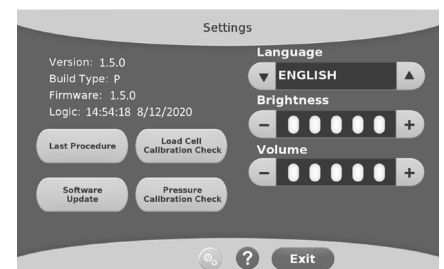 Settings
Version: 1.5.0
Build Type: P
Firmware: 1.5.0
Logic: 14:54:18 8/12/2020
Last Procedure
Load Cell
Calibration Check
Software
Update
Pressure
Calibration Check
Language
ENGLISH
Brightness
Volume
? Exit